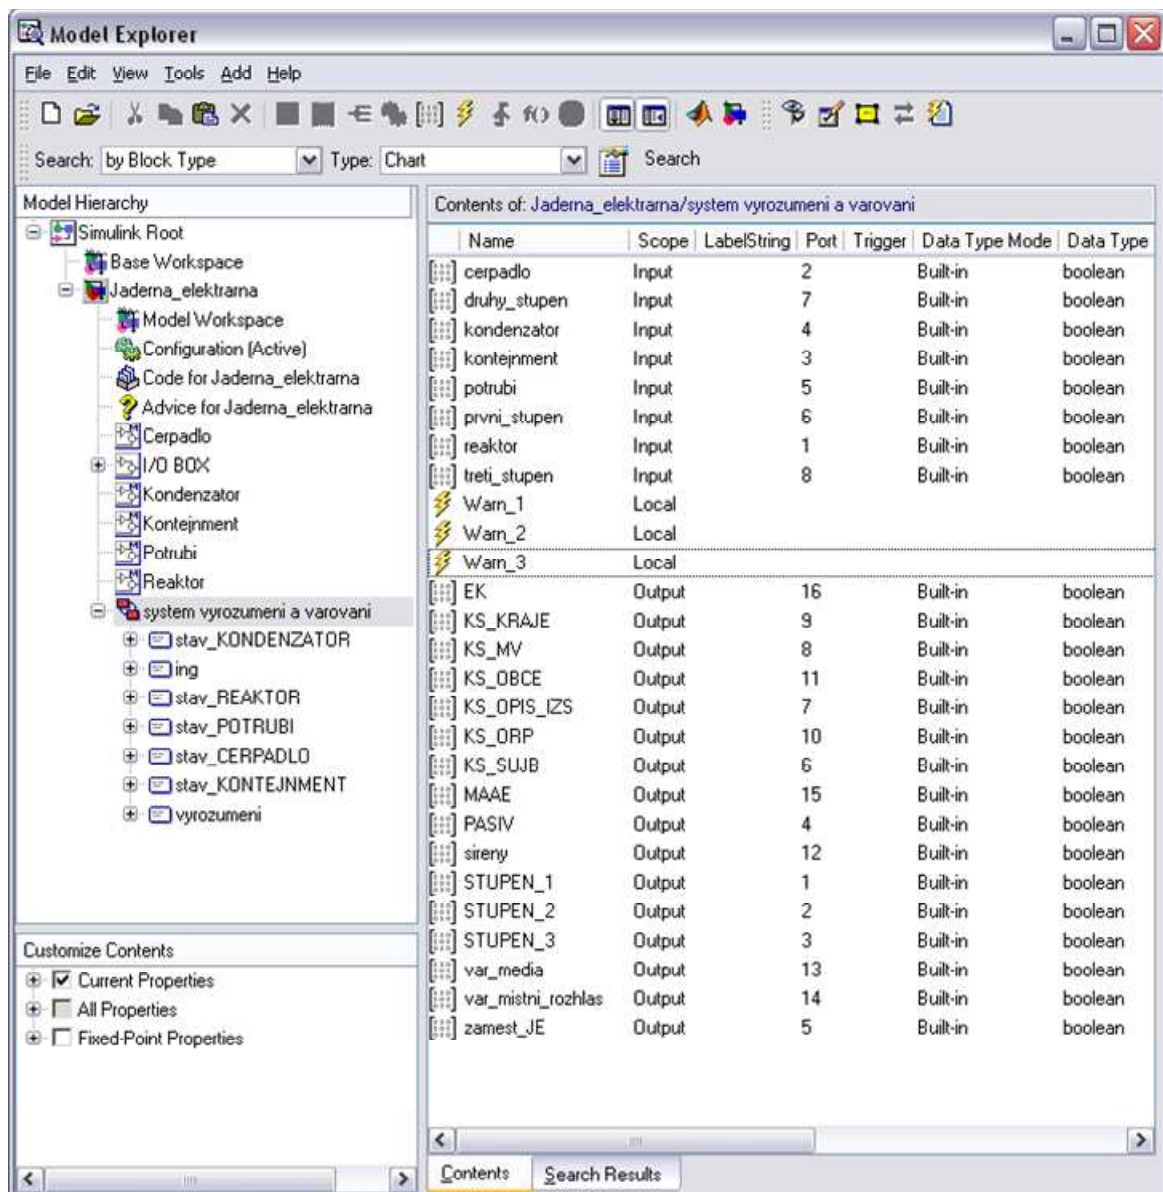 Model Explorer
File Edit View Tools Add Help
Search: by Block Type Type: Chart Search
Model Hierarchy
Simulink Root
Base Workspace
Jaderna_elektrarna
Model Workspace
Configuration (Active)
Code for Jaderna_elektrarna
Advice for Jaderna_elektrarna
Cerpadlo
I/O BOX
Kondenzator
Kontejnment
Potrubi
Reaktor
system vyrozumeni a varovani
stav_KONDENZATOR
ing
stav_REAKTOR
stav_POTRUBI
stav_CERPADLO
stav_KONTEJNMENT
vyrozumeni
Customize Contents
Current Properties
All Properties
Fixed-Point Properties
Contents of: Jaderna_elektrarna/system vyrozumeni a varovani
Name Scope LabelString Port Trigger Data Type Mode Data Type
cerpadlo Input 2 Built-in boolean
druhy_stupen Input 7 Built-in boolean
kondenzator Input 4 Built-in boolean
kontejnment Input 3 Built-in boolean
potrubi Input 5 Built-in boolean
prvni_stupen Input 6 Built-in boolean
reaktor Input 1 Built-in boolean
treti_stupen Input 8 Built-in boolean
Warn_1 Local
Warn_2 Local
Warn_3 Local
EK Output 16 Built-in boolean
KS_KRAJE Output 9 Built-in boolean
KS_MV Output 8 Built-in boolean
KS_OBCE Output 11 Built-in boolean
KS_OPIS_IZS Output 7 Built-in boolean
KS_ORP Output 10 Built-in boolean
KS_SUJB Output 6 Built-in boolean
MAAE Output 15 Built-in boolean
PASIV Output 4 Built-in boolean
sireny Output 12 Built-in boolean
STUPEN_1 Output 1 Built-in boolean
STUPEN_2 Output 2 Built-in boolean
STUPEN_3 Output 3 Built-in boolean
var_media Output 13 Built-in boolean
var_mistni_rozhlas Output 14 Built-in boolean
zamest_JE Output 5 Built-in boolean
Contents Search Results